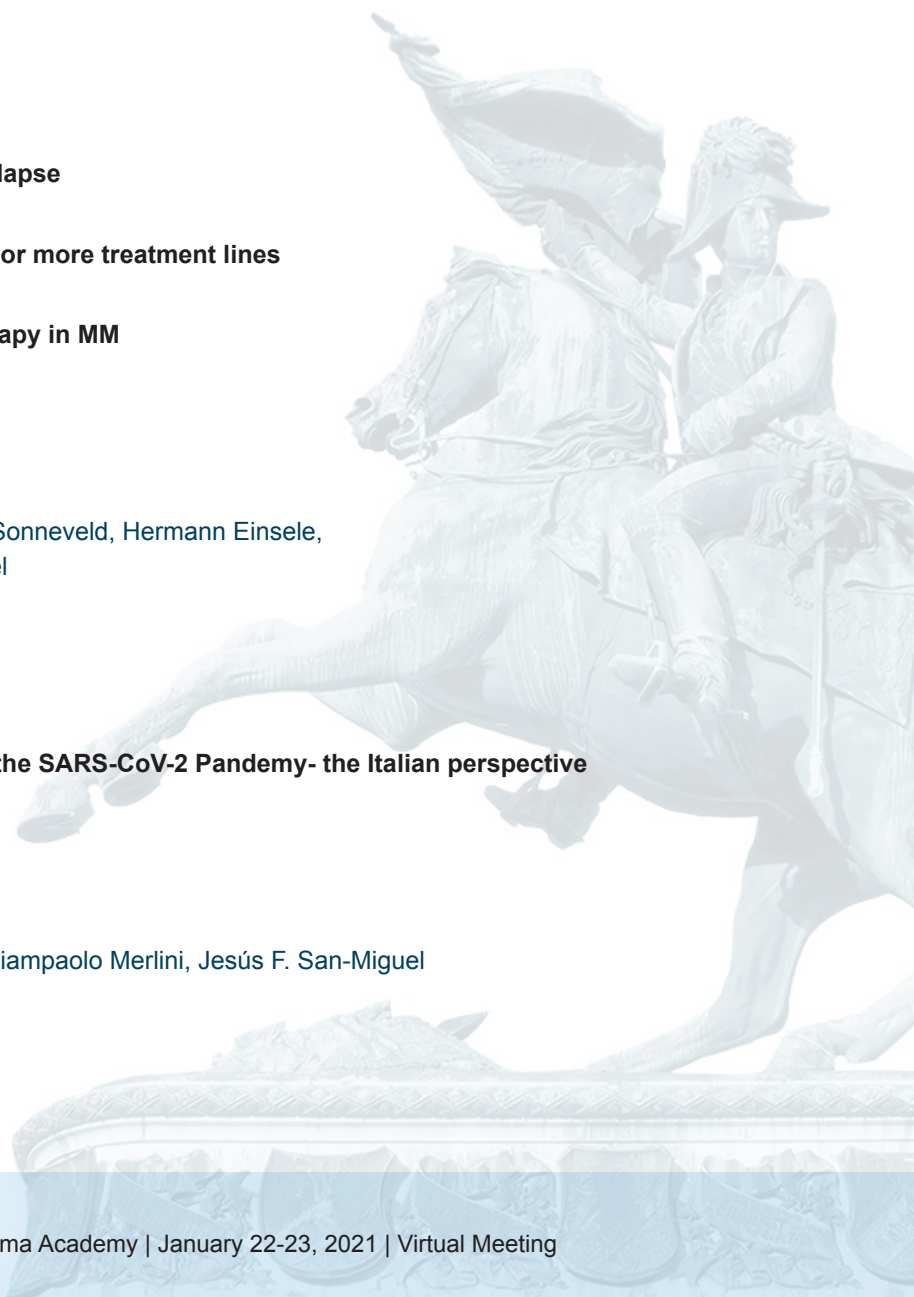 lapse
or more treatment lines
apy in MM
Sonneveld, Hermann Einsele,
el
the SARS-CoV-2 Pandemy- the Italian perspective
iampaolo Merlini, Jesús F. San-Miguel
ma Academy | January 22-23, 2021 | Virtual Meeting